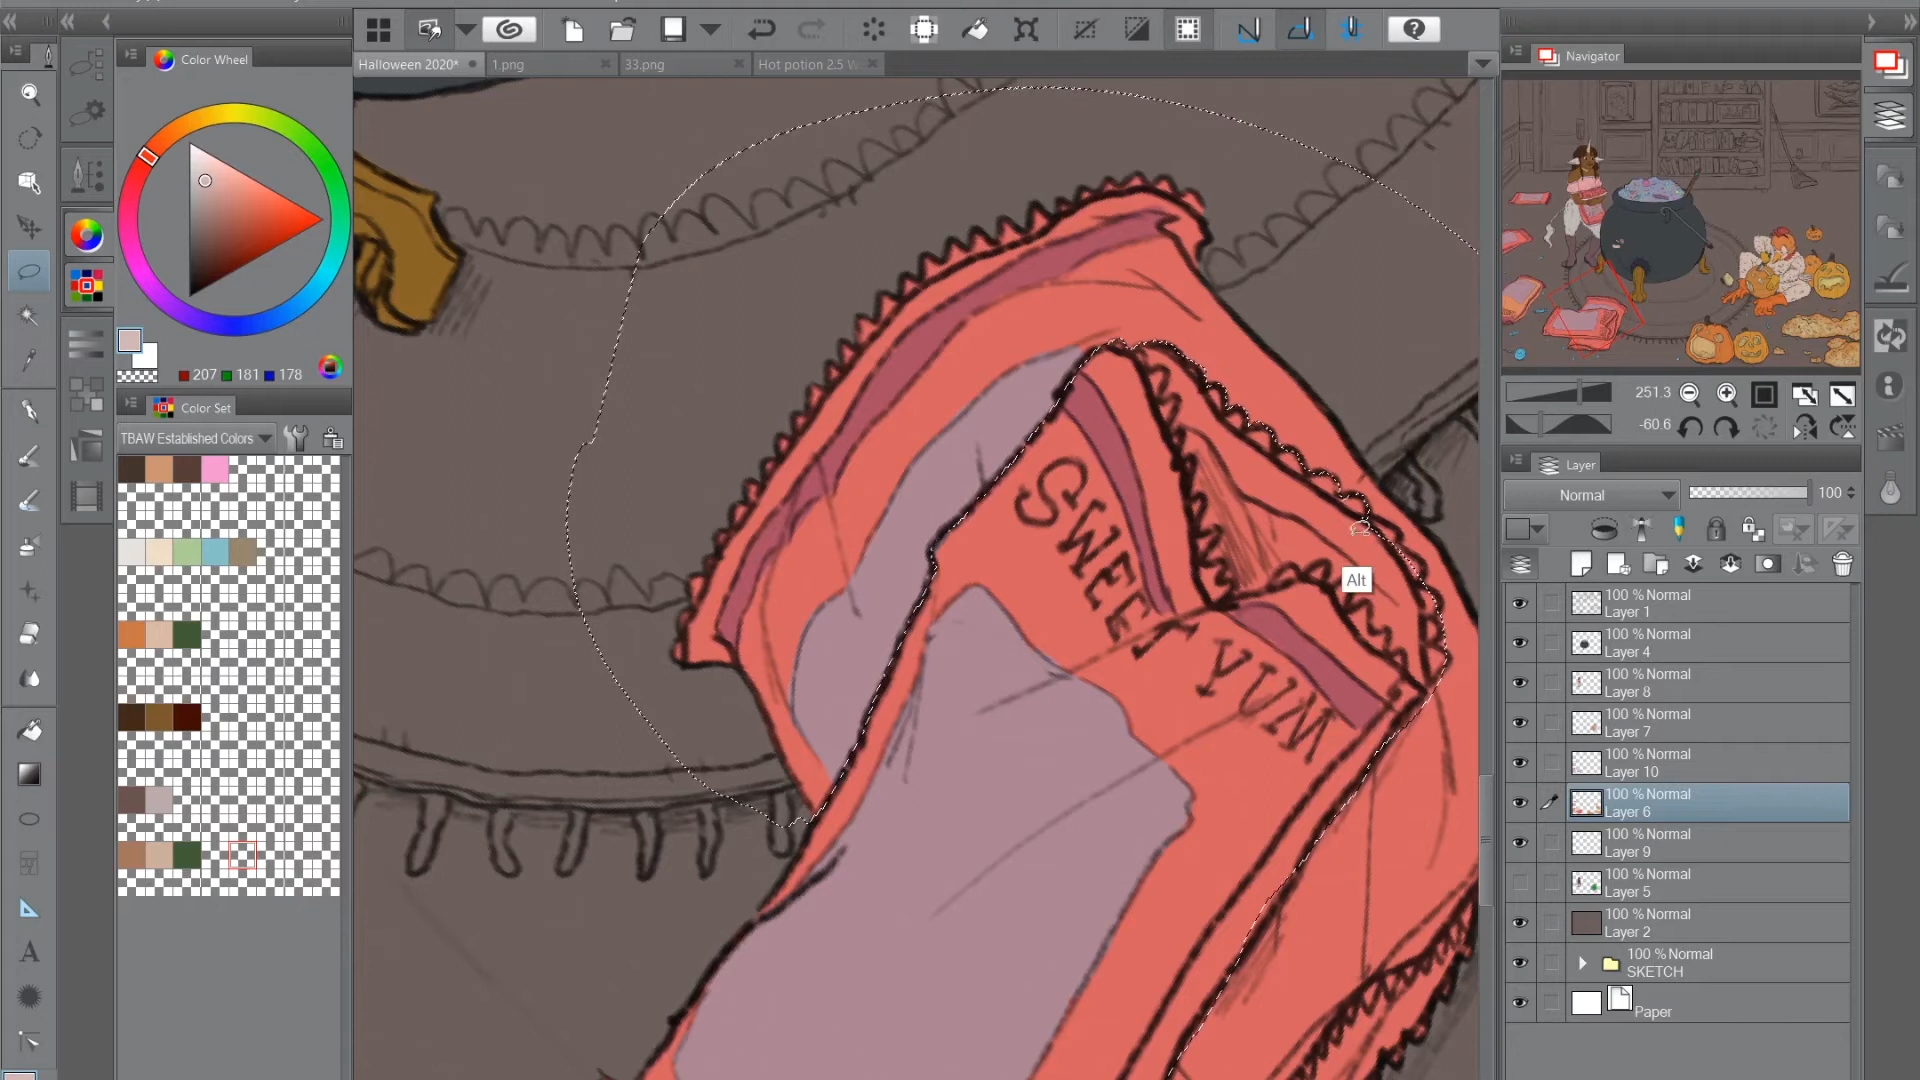 Halloween 2020*
1.png
33.png
Hot potion 2.5 W
Color Wheel
207 181 178
Color Set
TBAW Established Colors
SWEET YUM
Alt
Navigator
251.3
-60.6
Layer
Normal 100
100 % Normal
Layer 1
100 % Normal
Layer 4
100 % Normal
Layer 8
100 % Normal
Layer 7
100 % Normal
Layer 10
100 % Normal
Layer 6
100 % Normal
Layer 9
100 % Normal
Layer 5
100 % Normal
Layer 2
100 % Normal
SKETCH
Paper